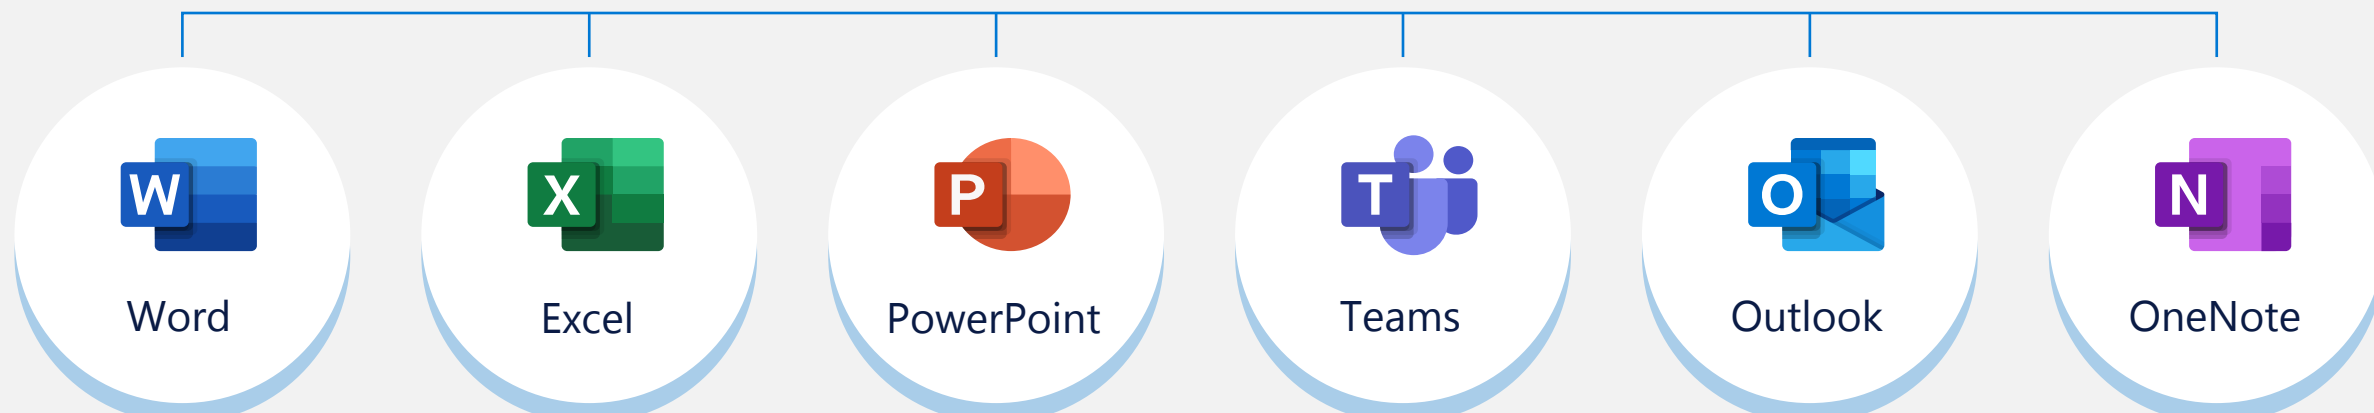 W
Word
X
Excel
P
PowerPoint
T
Teams
O
Outlook
N
OneNote